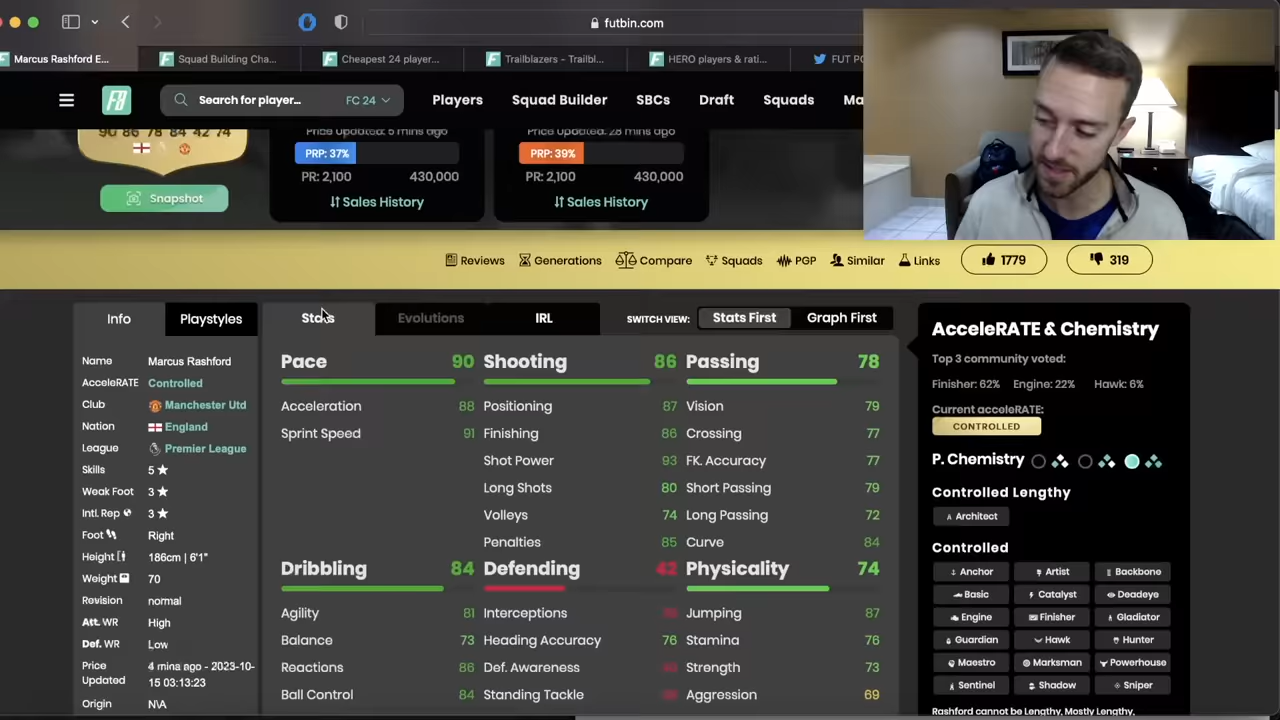 futbin.com
Marcus Rashford E...
Squad Building Cha...
Cheapest 24 player...
Trailblazers - Trailbl...
HERO players & rati...
FUT PO
Search for player...
FC 24
Players
Squad Builder
SBCs
Draft
Squads
Ma
90 86 78 84 42 74
Price Updated: 5 mins ago
Price Updated: 28 mins ago
PRP: 37%
PRP: 39%
PR: 2,100
430,000
PR: 2,100
430,000
Sales History
Sales History
Snapshot
Reviews
Generations
Compare
Squads
PGP
Similar
Links
1779
319
Info
Playstyles
Stats
Evolutions
IRL
SWITCH VIEW:
Stats First
Graph First
Name Marcus Rashford
AcceleRATE Controlled
Club Manchester Utd
Nation England
League Premier League
Skills 5
Weak Foot 3
Intl. Rep 3
Foot Right
Height 186cm | 6'1"
Weight 70
Revision normal
Att. WR High
Def. WR Low
Price Updated 4 mins ago - 2023-10-
15 03:13:23
Origin N\A
Pace 90
Acceleration 88
Sprint Speed 91
Shooting 86
Positioning 87
Finishing 86
Shot Power 93
Long Shots 80
Volleys 74
Penalties 85
Passing 78
Vision 79
Crossing 77
FK. Accuracy 77
Short Passing 79
Long Passing 72
Curve 84
Dribbling 84
Agility 81
Balance 73
Reactions 86
Ball Control 84
Defending 42
Interceptions
Heading Accuracy 76
Def. Awareness
Standing Tackle
Physicality 74
Jumping 87
Stamina 76
Strength 73
Aggression 69
AcceleRATE & Chemistry
Top 3 community voted:
Finisher: 62% Engine: 22% Hawk: 6%
Current acceleRATE:
CONTROLLED
P. Chemistry
Controlled Lengthy
Architect
Controlled
Anchor Artist Backbone
Basic Catalyst Deadeye
Engine Finisher Gladiator
Guardian Hawk Hunter
Maestro Marksman Powerhouse
Sentinel Shadow Sniper
Rashford cannot be Lengthy, Mostly Lengthy,